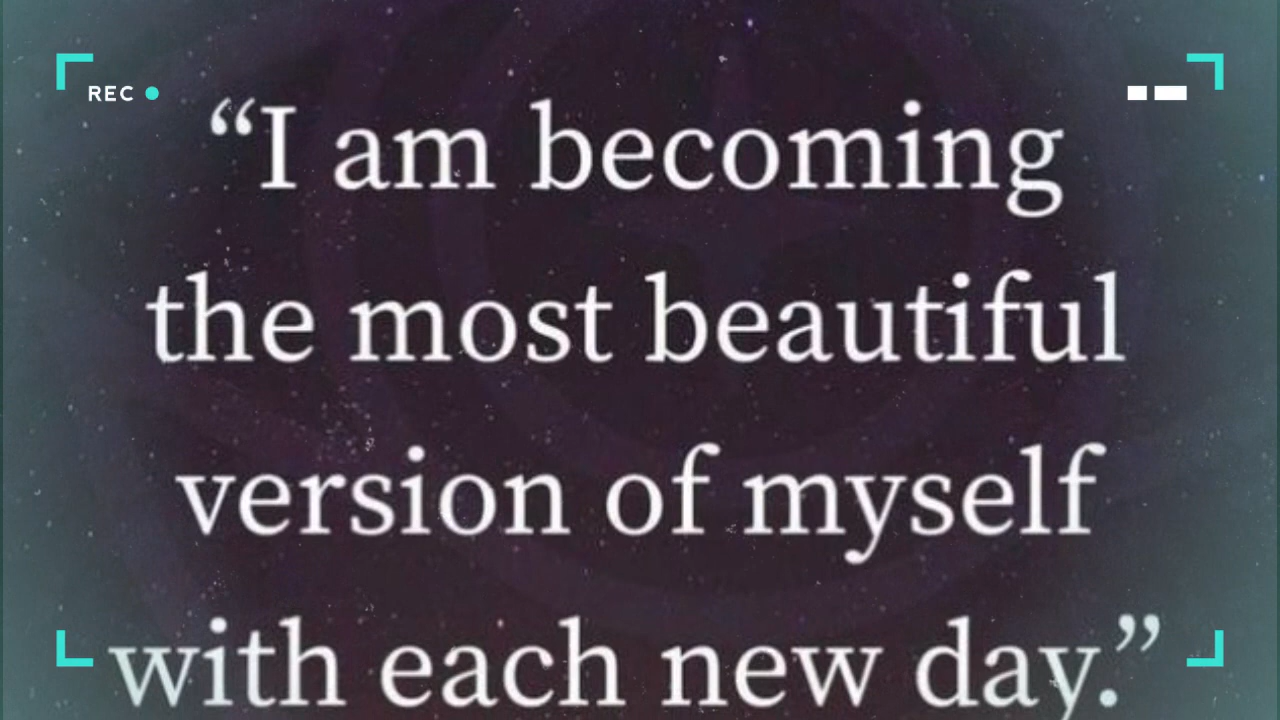 REC
“I am becoming
the most beautiful
version of myself
with each new day.”